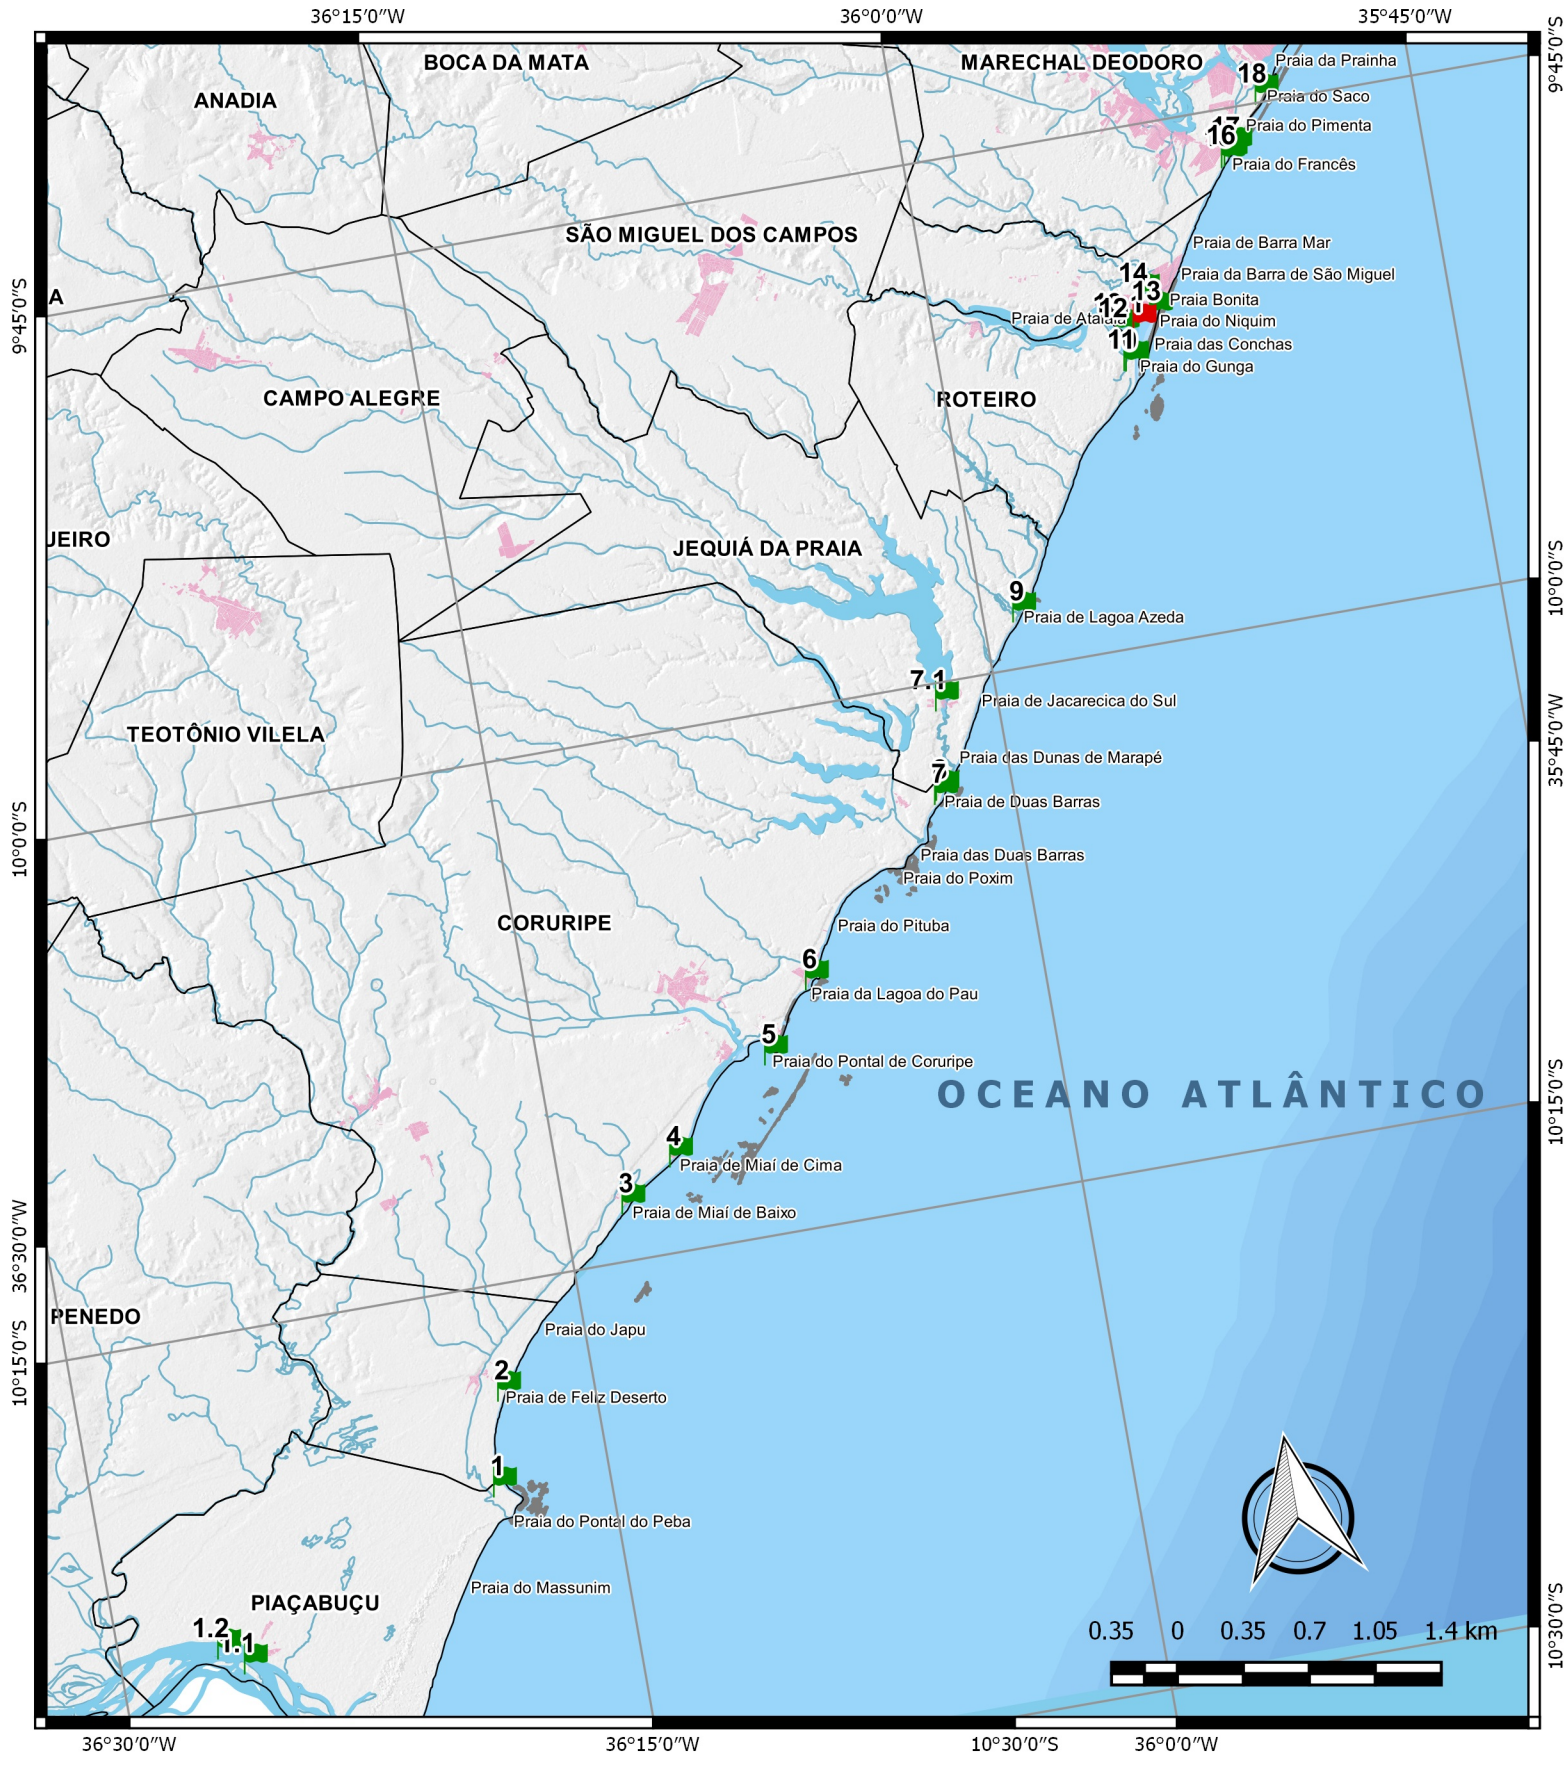 36°15′0″W
36°0′0″W
35°45′0″W
9°45′0″S
BOCA DA MATA
MARECHAL DEODORO
Praia da Prainha
18
ANADIA
Praia do Saco
17
Praia do Pimenta
16
Praia do Francês
SÃO MIGUEL DOS CAMPOS
Praia de Barra Mar
14
Praia da Barra de São Miguel
13
A
Praia Bonita
12
9°45′0″S
Praia de Atalaia
Praia do Niquim
11
Praia das Conchas
Praia do Gunga
CAMPO ALEGRE
ROTEIRO
JEIRO
JEQUIÁ DA PRAIA
10°0′0″S
9
Praia de Lagoa Azeda
7.1
Praia de Jacarecica do Sul
TEOTÔNIO VILELA
35°45′0″W
Praia das Dunas de Marapé
7
Praia de Duas Barras
10°0′0″S
Praia das Duas Barras
Praia do Poxim
CORURIPE
Praia do Pituba
6
Praia da Lagoa do Pau
5
Praia do Pontal de Coruripe
OCEANO ATLÂNTICO
10°15′0″S
4
Praia de Miaí de Cima
3
Praia de Miaí de Baixo
36°30′0″W
PENEDO
Praia do Japu
10°15′0″S
2
Praia de Feliz Deserto
1
Praia do Pontal do Peba
Praia do Massunim
PIAÇABUÇU
1.2
1.1
0.35 0 0.35 0.7 1.05 1.4 km
10°30′0″S
36°30′0″W
36°15′0″W
10°30′0″S
36°0′0″W